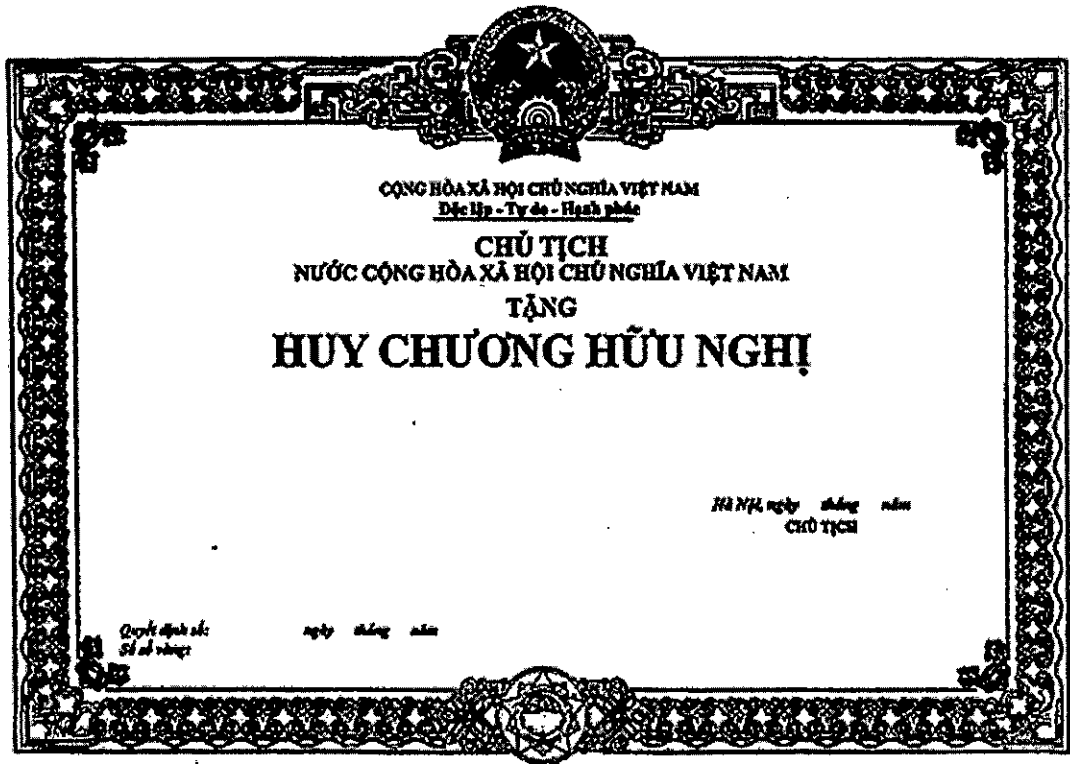 CỘNG HÒA XÃ HỘI CHỦ NGHĨA VIỆT NAM
Độc lập - Tự do - Hạnh phúc
CHỦ TỊCH
NƯỚC CỘNG HÒA XÃ HỘI CHỦ NGHĨA VIỆT NAM
TẶNG
HUY CHƯƠNG HỮU NGHỊ
Hà Nội, ngày tháng năm
CHỦ TỊCH
Quyết định số: ngày tháng năm
Số sổ vàng: